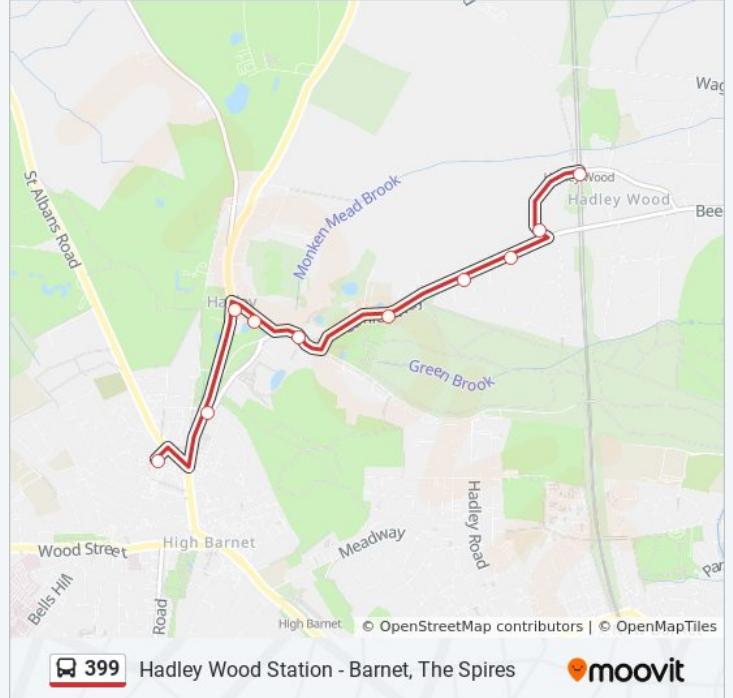 Wag
St Albans Road
Hadley Wood
Bee
Monken Mead Brook
Green Brook
Hadley Road
High Barnet
Meadway
Wood Street
Bells Hill
Road
High Barnet
Par
© OpenStreetMap contributors | © OpenMapTiles
399 Hadley Wood Station - Barnet, The Spires
moovit